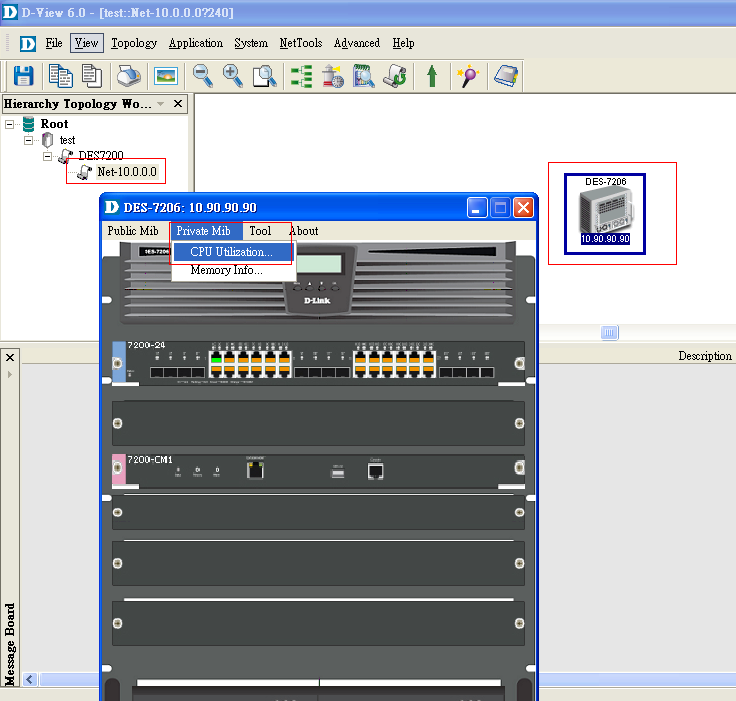 D-View 6.0 - [test::Net-10.0.0.0?240]
File View Topology Application System NetTools Advanced Help
Hierarchy Topology Wo...
Root
test
DES7200
Net-10.0.0.0
DES-7206
10.90.90.90
DES-7206: 10.90.90.90
Public Mib Private Mib Tool About
CPU Utilization...
Memory Info...
D-Link
7200-24
Description
7200-CM1
Message Board